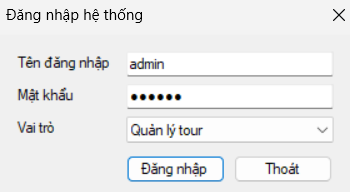 Đăng nhập hệ thống
Tên đăng nhập admin
Mật khẩu ●●●●●●
Vai trò Quản lý tour
Đăng nhập Thoát